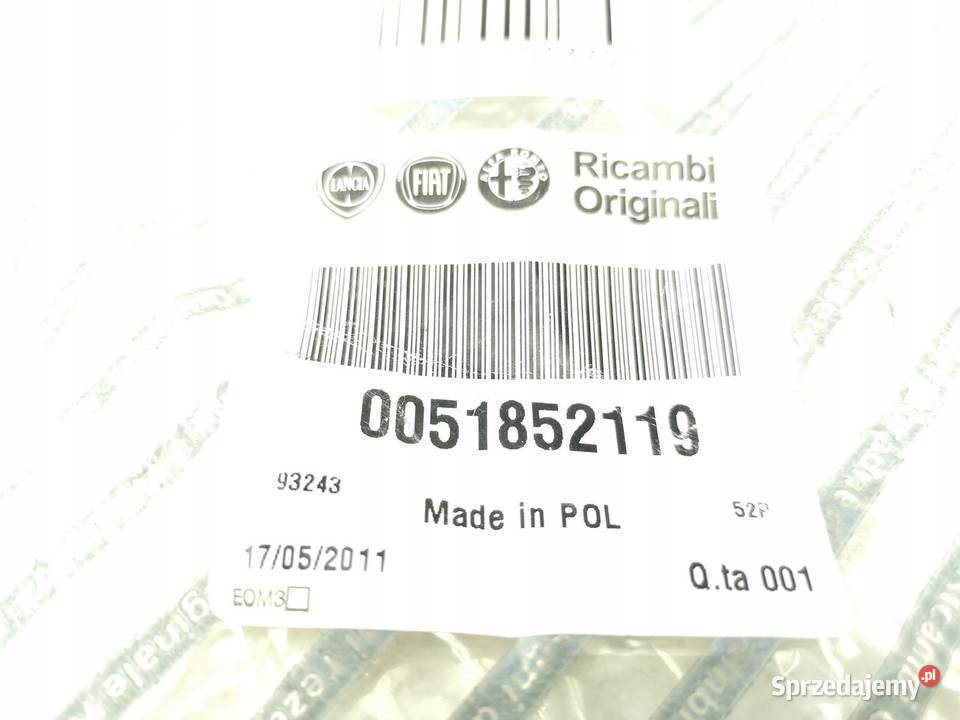 LANCIA
FIAT
ALFA ROMEO
Ricambi
Originali
0051852119
93243
Made in POL
52P
17/05/2011
Q.ta 001
EOM3
Sprzedajemy.pl